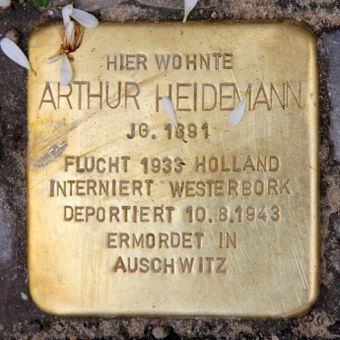 HIER WOHNTE
ARTHUR HEIDEMANN
JG. 1891
FLUCHT 1933 HOLLAND
INTERNIERT WESTERBORK
DEPORTIERT 10.8.1943
ERMORDET IN
AUSCHWITZ